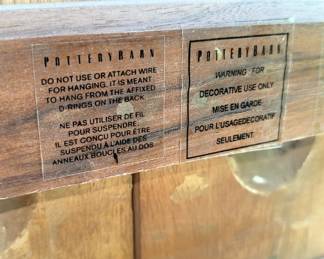 POTTERYBARN
DO NOT USE OR ATTACH WIRE
FOR HANGING. IT IS MEANT
TO HANG FROM THE AFFIXED
D-RINGS ON THE BACK
NE PAS UTILISER DE FIL
POUR SUSPENDRE.
IL EST CONÇU POUR ÊTRE
SUSPENDU À L'AIDE DES
ANNEAUX BOUCLES AU DOS
POTTERYBARN
WARNING : FOR
DECORATIVE USE ONLY
MISE EN GARDE
POUR L'USAGEDECORATIF
SEULEMENT.